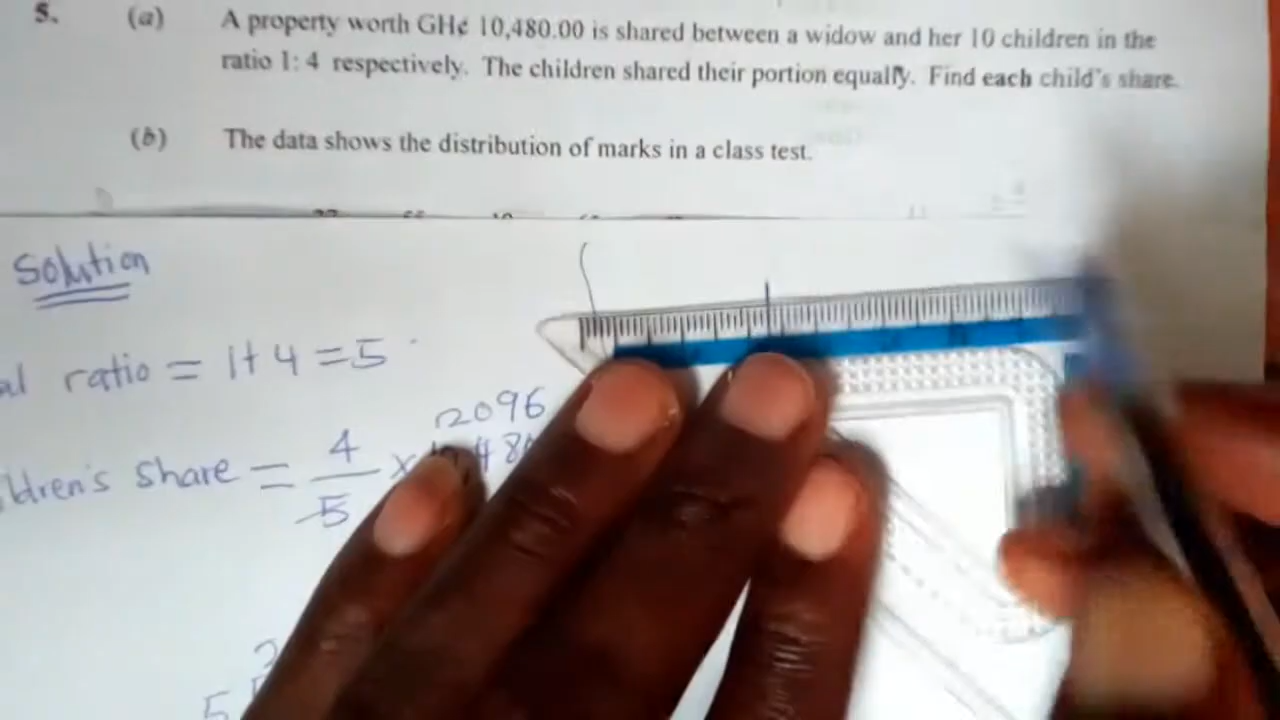 5. (a) A property worth GH¢ 10,480.00 is shared between a widow and her 10 children in the
ratio 1: 4 respectively. The children shared their portion equally. Find each child's share.
(b) The data shows the distribution of marks in a class test.
Solution
al ratio = 1+4 = 5
ldren's share = 4/5 ×
2096
5